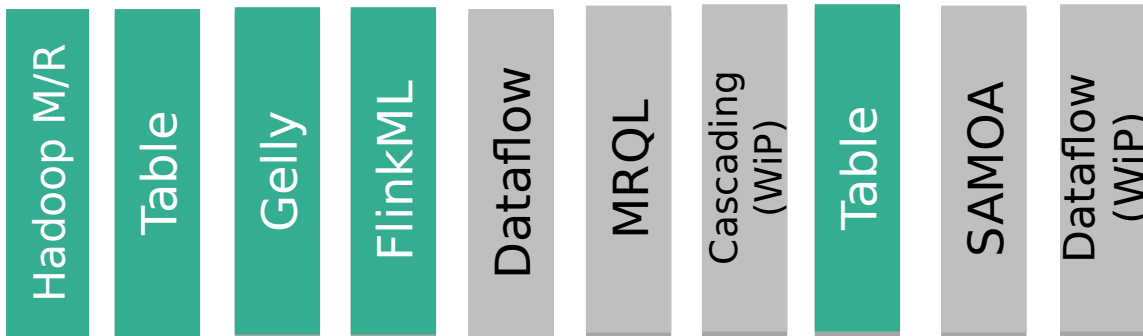 Hadoop M/R
Table
Gelly
FlinkML
Dataflow
MRQL
Cascading
(WiP)
Table
SAMOA
Dataflow
(WiP)